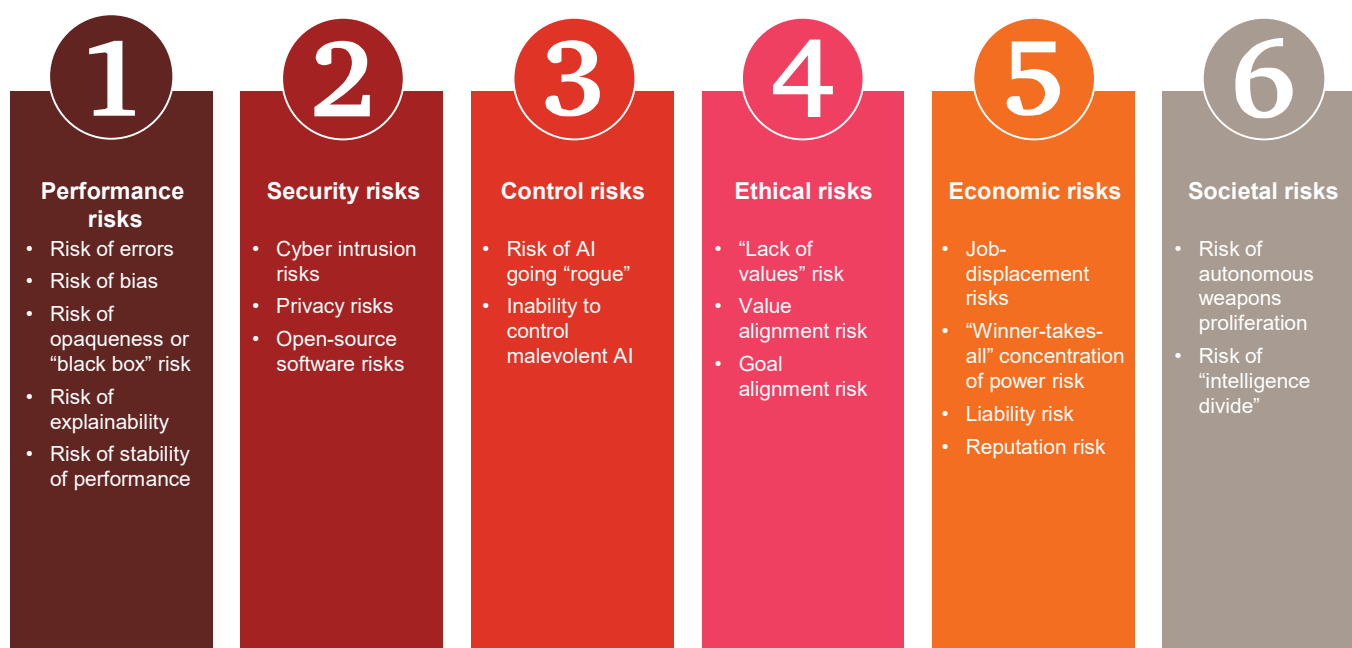 1
Performance
risks
• Risk of errors
• Risk of bias
• Risk of
opaqueness or
“black box” risk
• Risk of
explainability
• Risk of stability
of performance
2
Security risks
• Cyber intrusion
risks
• Privacy risks
• Open-source
software risks
3
Control risks
• Risk of AI
going “rogue”
• Inability to
control
malevolent AI
4
Ethical risks
• “Lack of
values” risk
• Value
alignment risk
• Goal
alignment risk
5
Economic risks
• Job-
displacement
risks
• “Winner-takes-
all” concentration
of power risk
• Liability risk
• Reputation risk
6
Societal risks
• Risk of
autonomous
weapons
proliferation
• Risk of
“intelligence
divide”